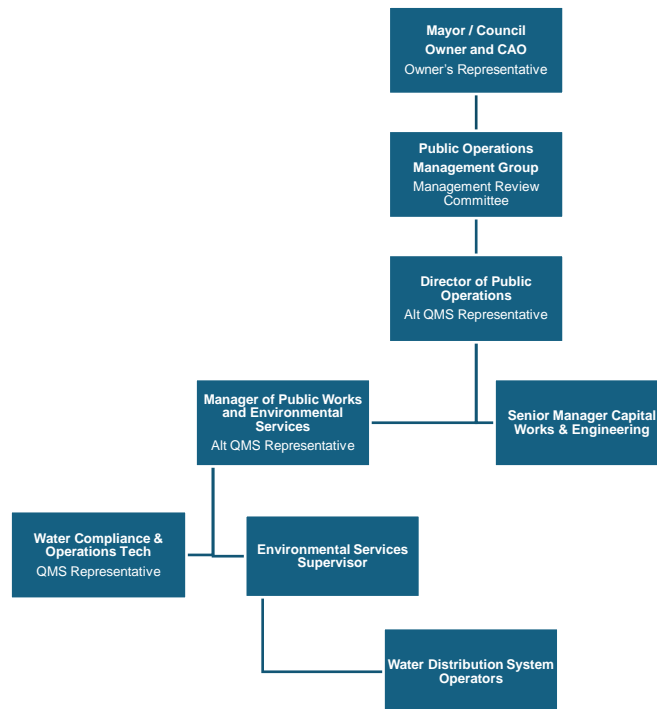 Mayor / Council
Owner and CAO
Owner's Representative
Public Operations
Management Group
Management Review
Committee
Director of Public
Operations
Alt QMS Representative
Manager of Public Works
and Environmental
Services
Alt QMS Representative
Senior Manager Capital
Works & Engineering
Water Compliance &
Operations Tech
QMS Representative
Environmental Services
Supervisor
Water Distribution System
Operators